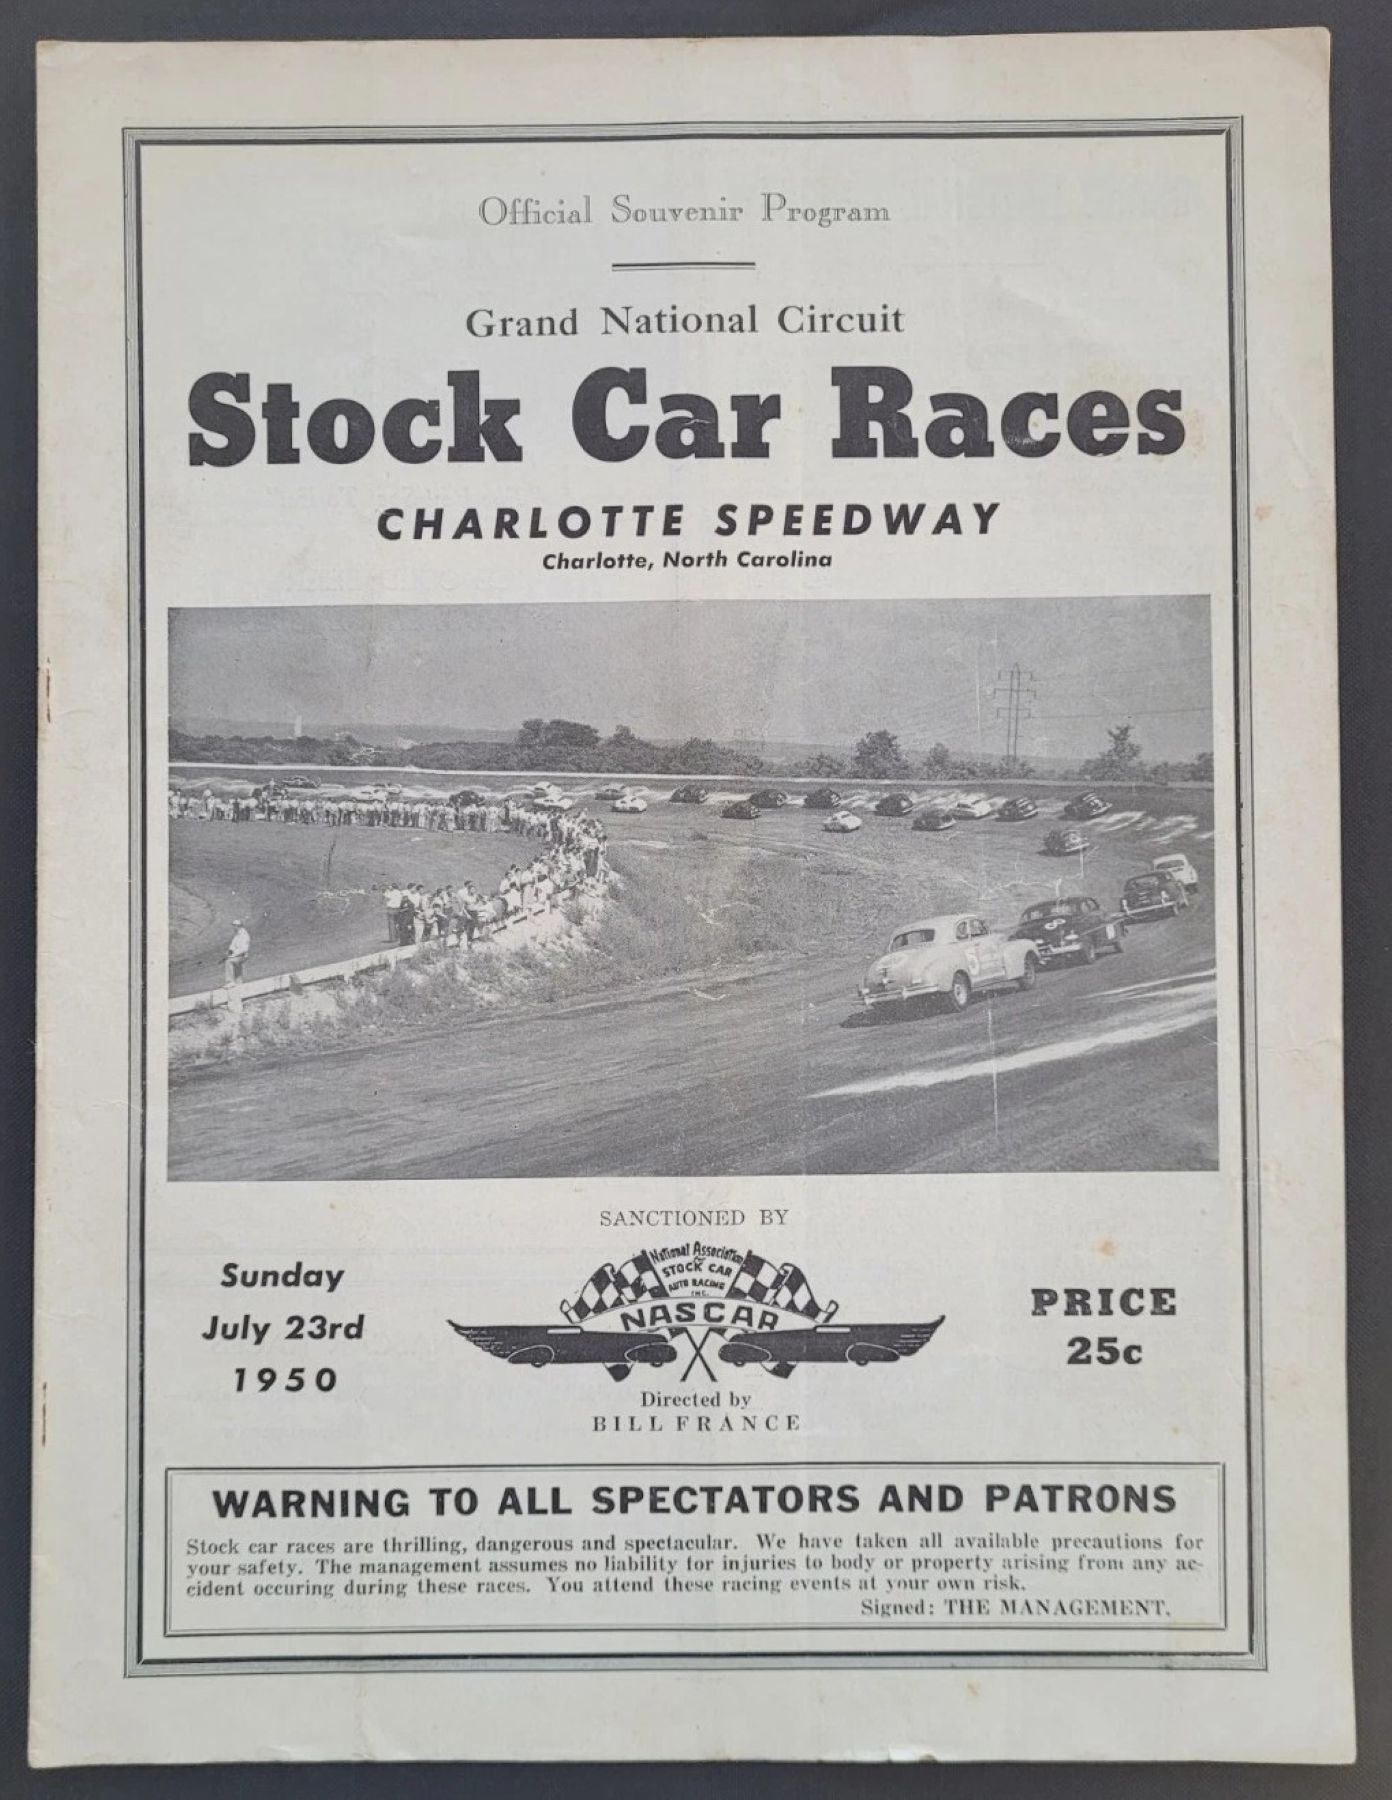 Official Souvenir Program
Grand National Circuit
Stock Car Races
CHARLOTTE SPEEDWAY
Charlotte, North Carolina
SANCTIONED BY
National Association
STOCK CAR
AUTO RACING
INC.
NASCAR
Sunday
July 23rd
1950
PRICE
25c
Directed by
BILL FRANCE
WARNING TO ALL SPECTATORS AND PATRONS
Stock car races are thrilling, dangerous and spectacular. We have taken all available precautions for
your safety. The management assumes no liability for injuries to body or property arising from any ac-
cident occuring during these races. You attend these racing events at your own risk.
Signed: THE MANAGEMENT.